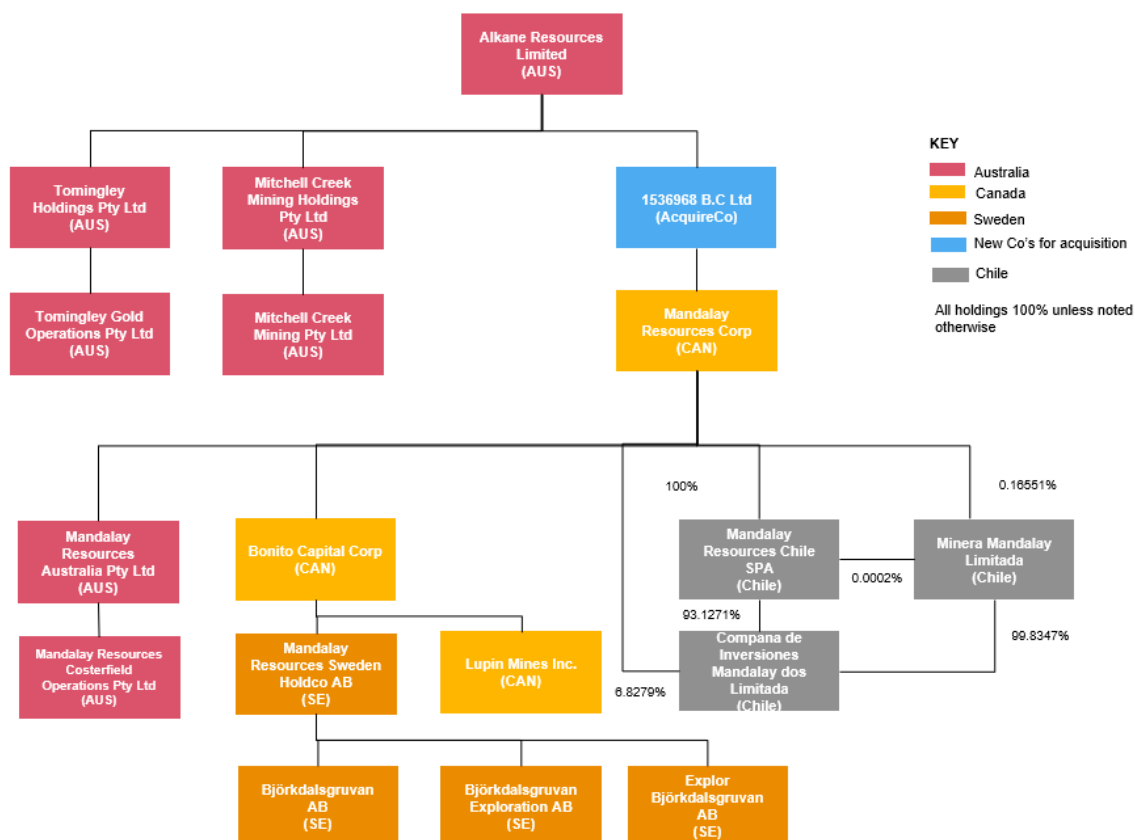 Alkane Resources
Limited
(AUS)
KEY
Australia
Canada
Sweden
New Co's for acquisition
Chile
All holdings 100% unless noted
otherwise
Tomingley
Holdings Pty Ltd
(AUS)
Mitchell Creek
Mining Holdings
Pty Ltd
(AUS)
1536968 B.C Ltd
(AcquireCo)
Tomingley Gold
Operations Pty Ltd
(AUS)
Mitchell Creek
Mining Pty Ltd
(AUS)
Mandalay
Resources Corp
(CAN)
100%
0.16551%
Mandalay
Resources
Australia Pty Ltd
(AUS)
Bonito Capital Corp
(CAN)
Mandalay
Resources Chile
SPA
(Chile)
0.0002%
Minera Mandalay
Limitada
(Chile)
93.1271%
99.8347%
Mandalay Resources
Costerfield
Operations Pty Ltd
(AUS)
Mandalay
Resources Sweden
Holdco AB
(SE)
Lupin Mines Inc.
(CAN)
6.8279%
Compana de
Inversiones
Mandalay dos
Limitada
(Chile)
Björkdalsgruvan
AB
(SE)
Björkdalsgruvan
Exploration AB
(SE)
Explor
Björkdalsgruvan
AB
(SE)